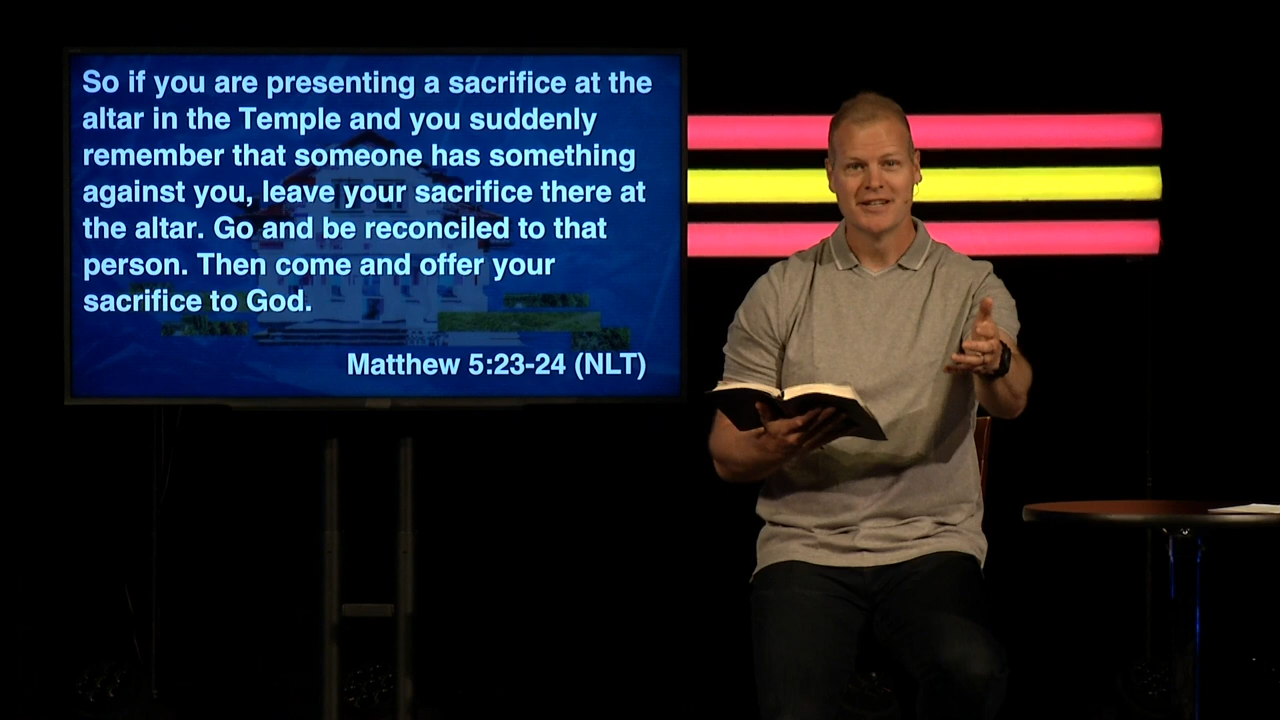 So if you are presenting a sacrifice at the
altar in the Temple and you suddenly
remember that someone has something
against you, leave your sacrifice there at
the altar. Go and be reconciled to that
person. Then come and offer your
sacrifice to God.
Matthew 5:23-24 (NLT)